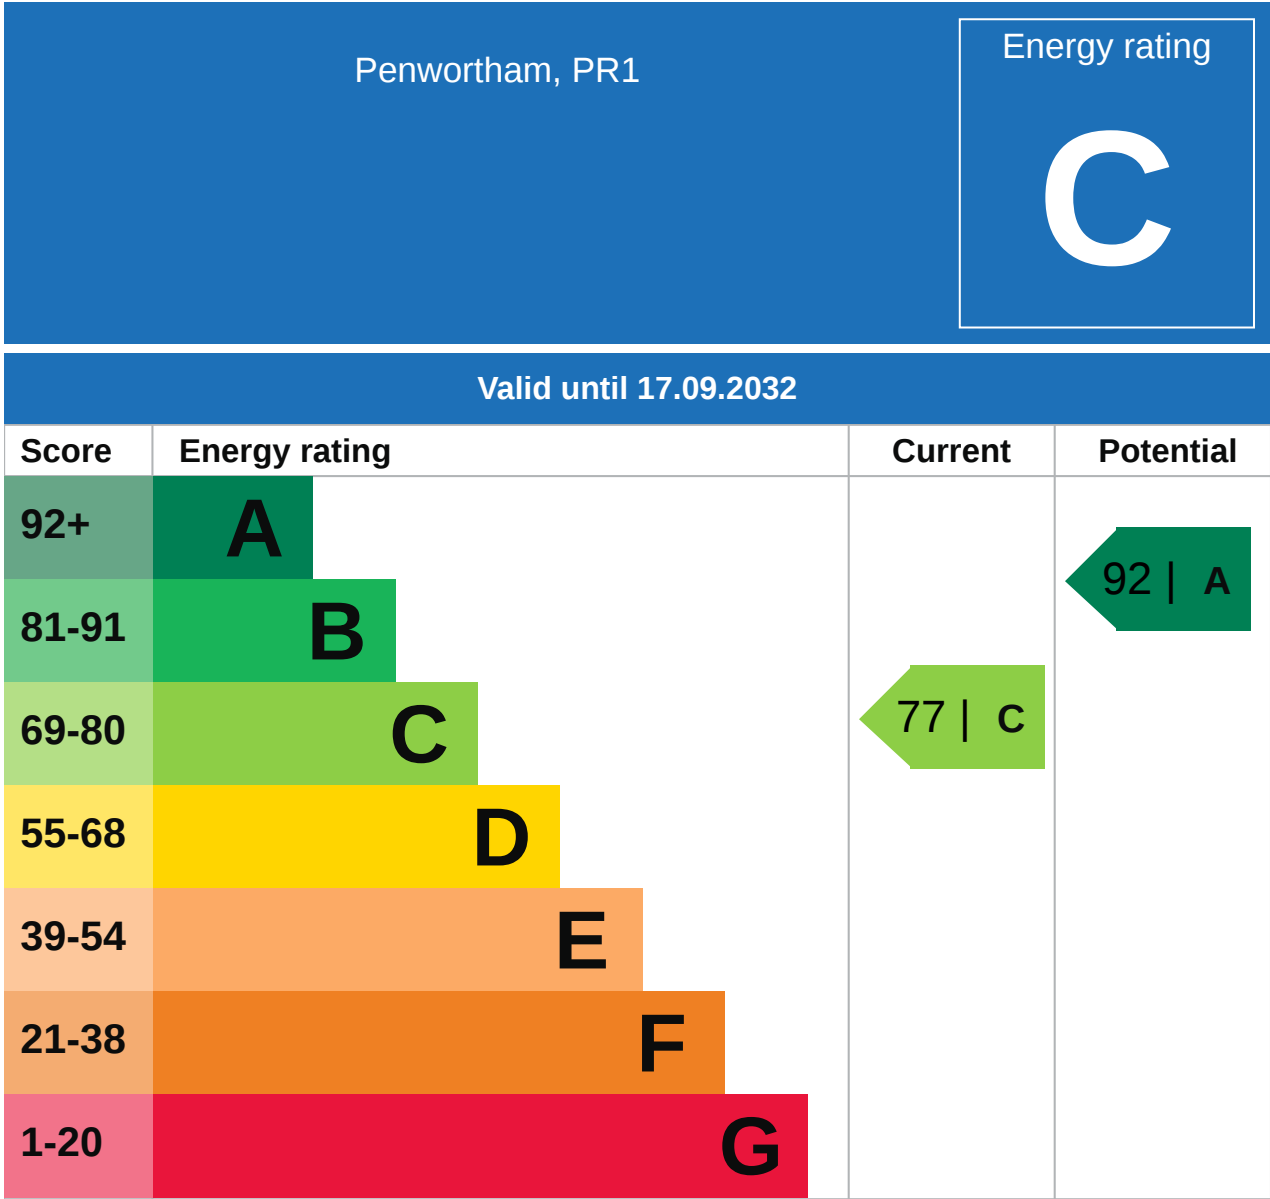 Penwortham, PR1
Energy rating
C
Valid until 17.09.2032
Score Energy rating Current Potential
92+ A
92 | A
81-91 B
69-80 C
77 | C
55-68 D
39-54 E
21-38 F
1-20 G